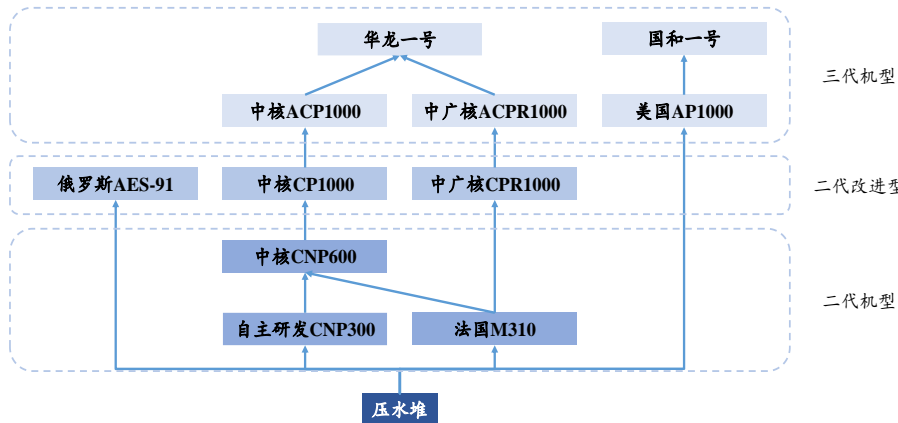 华龙一号
国和一号
三代机型
中核ACP1000
中广核ACPR1000
美国AP1000
俄罗斯AES-91
中核CP1000
中广核CPR1000
二代改进型
中核CNP600
二代机型
自主研发CNP300
法国M310
压水堆